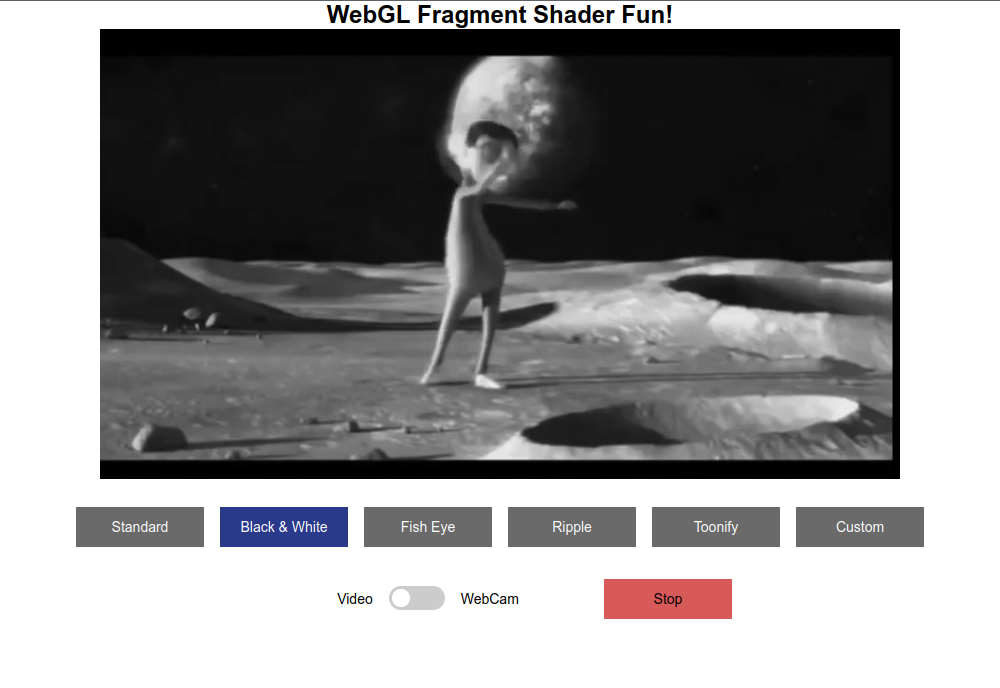 WebGL Fragment Shader Fun!
Standard
Black & White
Fish Eye
Ripple
Toonify
Custom
Video
WebCam
Stop